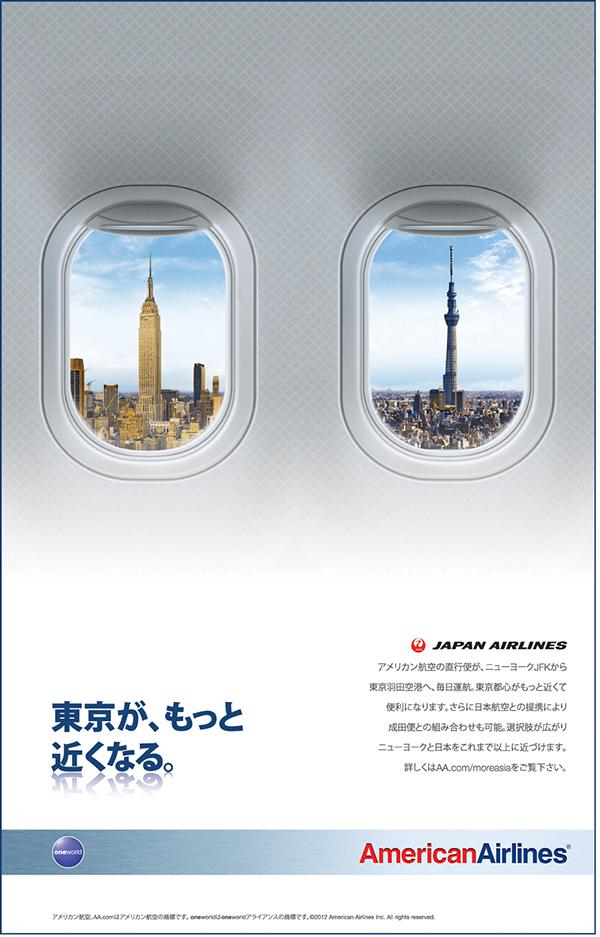 JAPAN AIRLINES
アメリカン航空の直行便が、ニューヨークJFKから
東京羽田空港へ、毎日運航。東京都心がもっと近くて
便利になります。さらに日本航空との提携により
成田便との組み合わせも可能。選択肢が広がり
ニューヨークと日本をこれまで以上に近づけます。
詳しくはAA.com/moreasiaをご覧下さい。
東京が、もっと
近くなる。
oneworld
AmericanAirlines®
アメリカン航空、AA.comはアメリカン航空の商標です。oneworldはoneworldアライアンスの商標です。©2012 American Airlines Inc. All rights reserved.